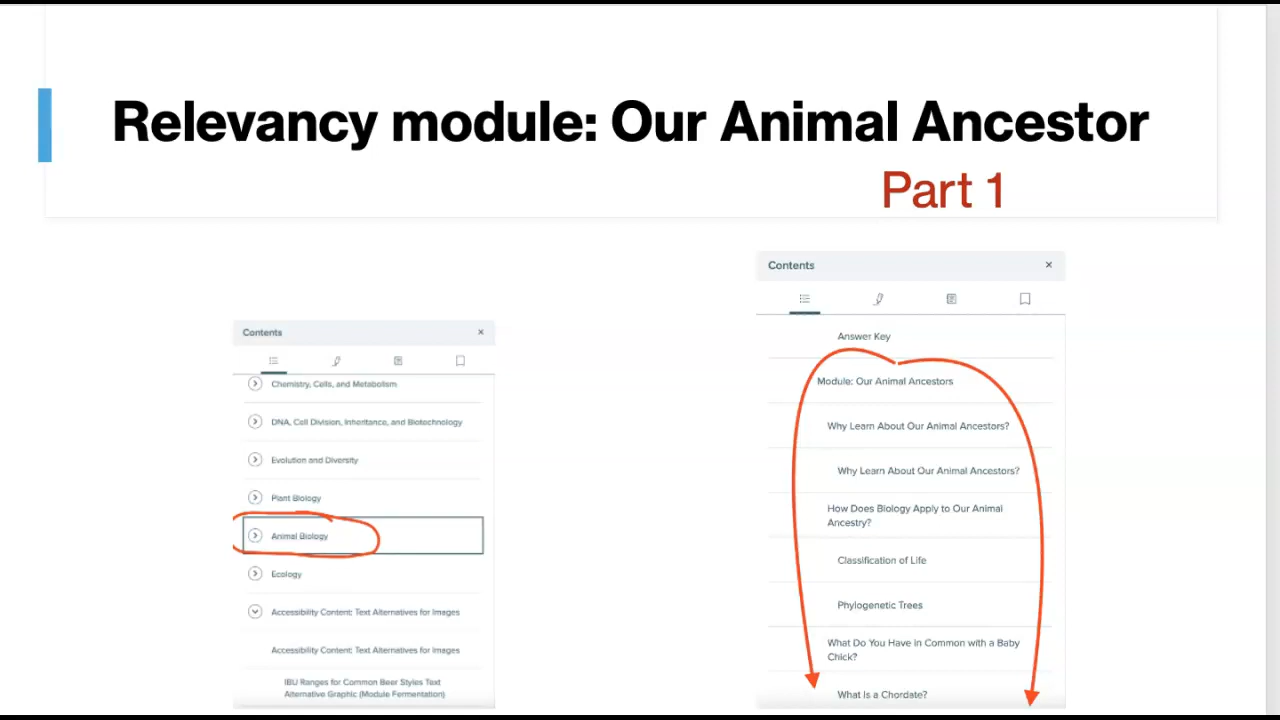 Relevancy module: Our Animal Ancestor
Part 1
Contents
Chemistry, Cells, and Metabolism
DNA, Cell Division, Inheritance, and Biotechnology
Evolution and Diversity
Plant Biology
Animal Biology
Ecology
Accessibility Content: Text Alternatives for Images
Accessibility Content: Text Alternatives for Images
IBU Ranges for Common Beer Styles Text
Alternative Graphic (Module Fermentation)
Contents
Answer Key
Module: Our Animal Ancestors
Why Learn About Our Animal Ancestors?
Why Learn About Our Animal Ancestors?
How Does Biology Apply to Our Animal
Ancestry?
Classification of Life
Phylogenetic Trees
What Do You Have in Common with a Baby
Chick?
What Is a Chordate?